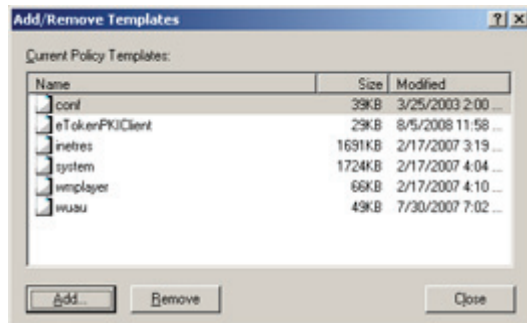 Add/Remove Templates
Current Policy Templates:
Name Size Modified
conf 39KB 3/25/2003 2:00 ...
eTokenPKIClient 29KB 8/5/2008 11:58 ...
inetres 1691KB 2/17/2007 3:19 ...
system 1724KB 2/17/2007 4:04 ...
wmplayer 66KB 2/17/2007 4:10 ...
wuau 49KB 7/30/2007 7:02 ...
Add... Remove Close